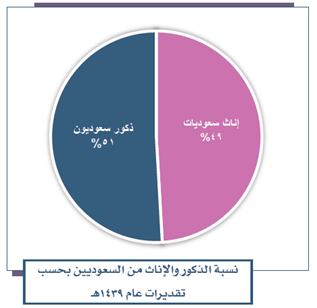 إناث سعوديات
٤٩%
ذكور سعوديون
٥١%
نسبة الذكور والإناث من السعوديين بحسب
تقديرات عام ١٤٣٩هـ